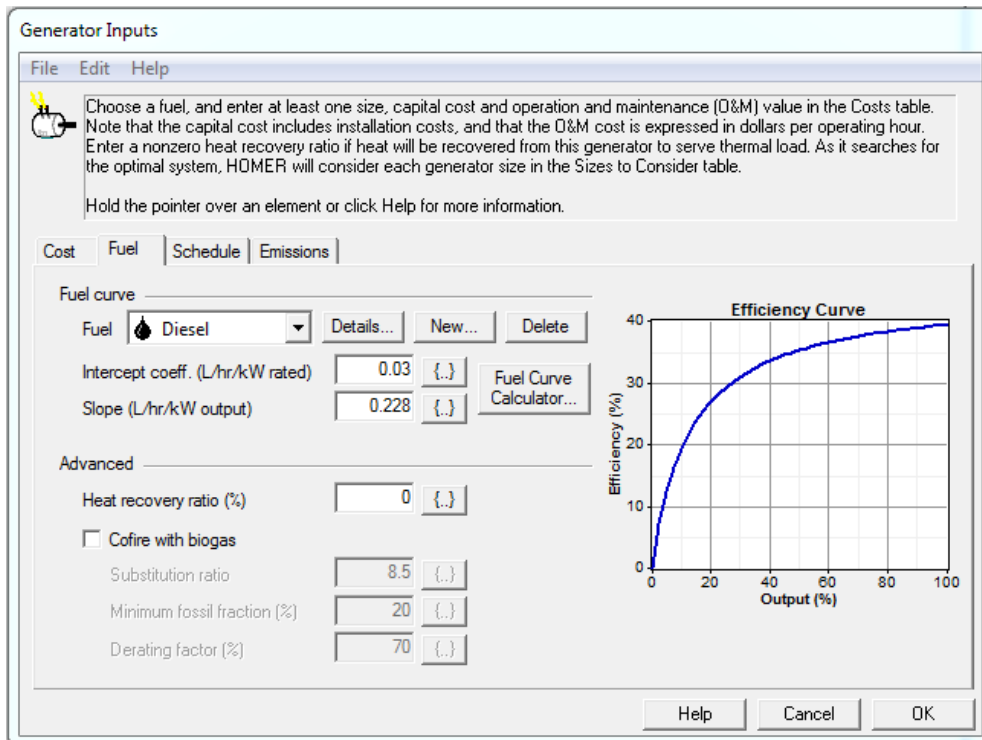 Generator Inputs
File Edit Help
Choose a fuel, and enter at least one size, capital cost and operation and maintenance (O&M) value in the Costs table.
Note that the capital cost includes installation costs, and that the O&M cost is expressed in dollars per operating hour.
Enter a nonzero heat recovery ratio if heat will be recovered from this generator to serve thermal load. As it searches for
the optimal system, HOMER will consider each generator size in the Sizes to Consider table.
Hold the pointer over an element or click Help for more information.
Cost Fuel Schedule Emissions
Fuel curve
Fuel Diesel Details... New... Delete
Intercept coeff. (L/hr/kW rated) 0.03 {..}
Slope (L/hr/kW output) 0.228 {..}
Fuel Curve
Calculator...
Advanced
Heat recovery ratio (%) 0 {..}
Cofire with biogas
Substitution ratio 8.5 {..}
Minimum fossil fraction (%) 20 {..}
Derating factor (%) 70 {..}
Efficiency Curve
Efficiency (%)
40
30
20
10
0
0 20 40 60 80 100
Output (%)
Help Cancel OK